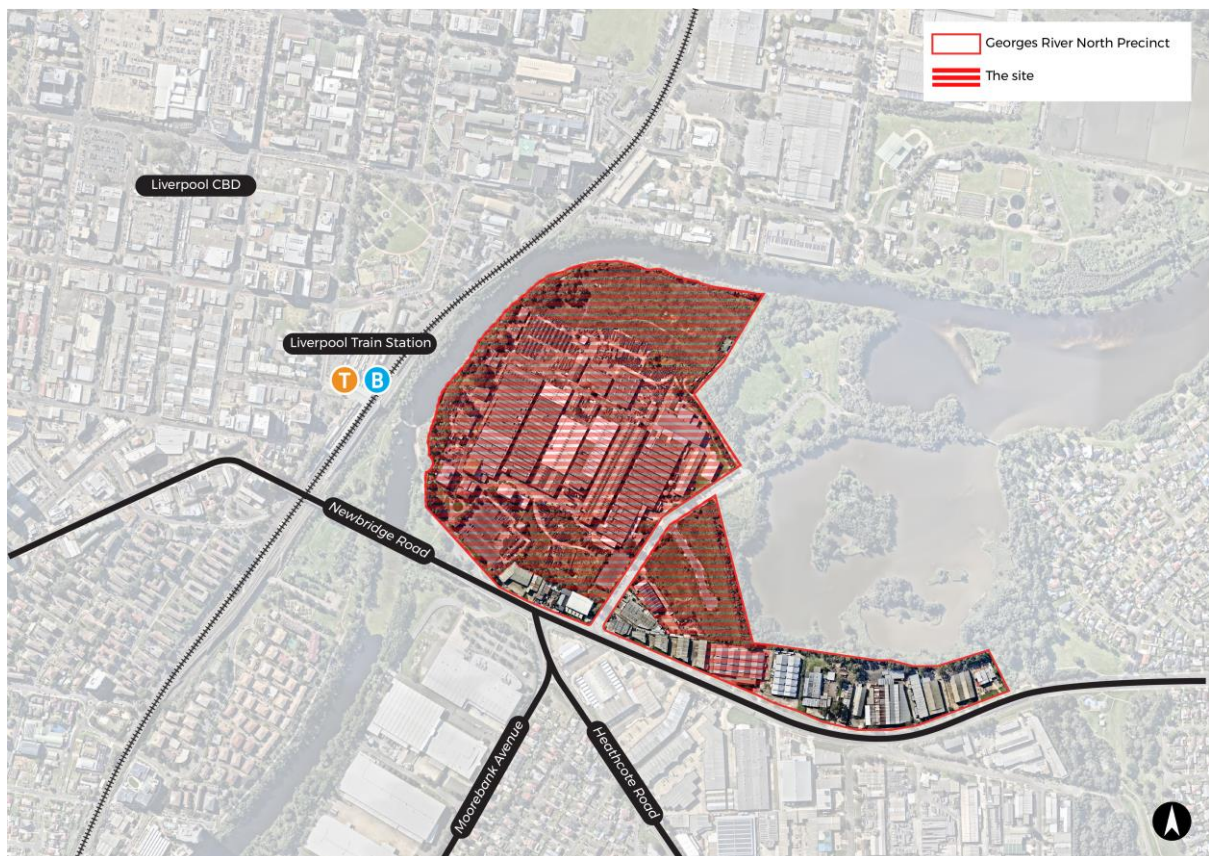 Georges River North Precinct
The site
Liverpool CBD
Liverpool Train Station
T B
Newbridge Road
Moorebank Avenue
Heathcote Road